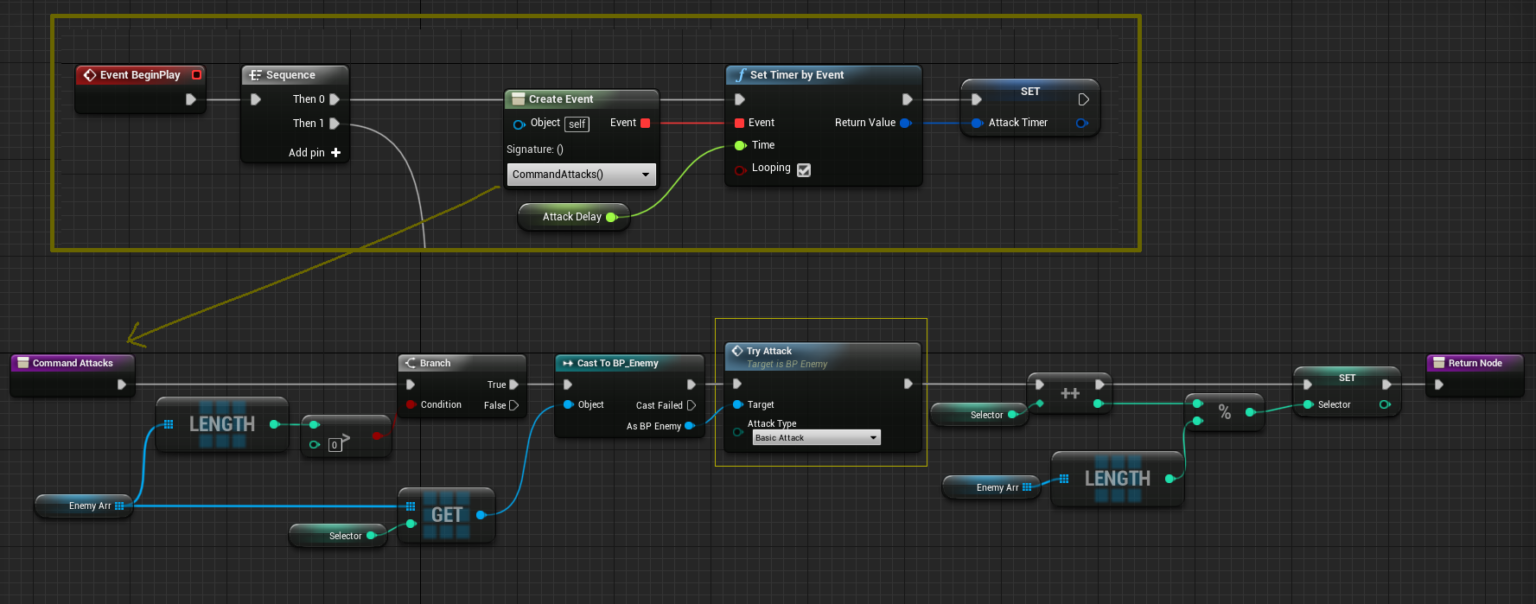 Event BeginPlay
Sequence
Then 0
Then 1
Add pin +
Create Event
Object self Event
Signature: ()
CommandAttacks()
Attack Delay
f Set Timer by Event
Event Return Value
Time
Looping
SET
Attack Timer
Command Attacks
LENGTH
0 >
Enemy Arr
Selector
GET
Branch
True
Condition False
Cast To BP_Enemy
Object Cast Failed
As BP Enemy
Try Attack
Target is BP Enemy
Target
Attack Type
Basic Attack
Selector
++
Enemy Arr
LENGTH
%
SET
Selector
Return Node